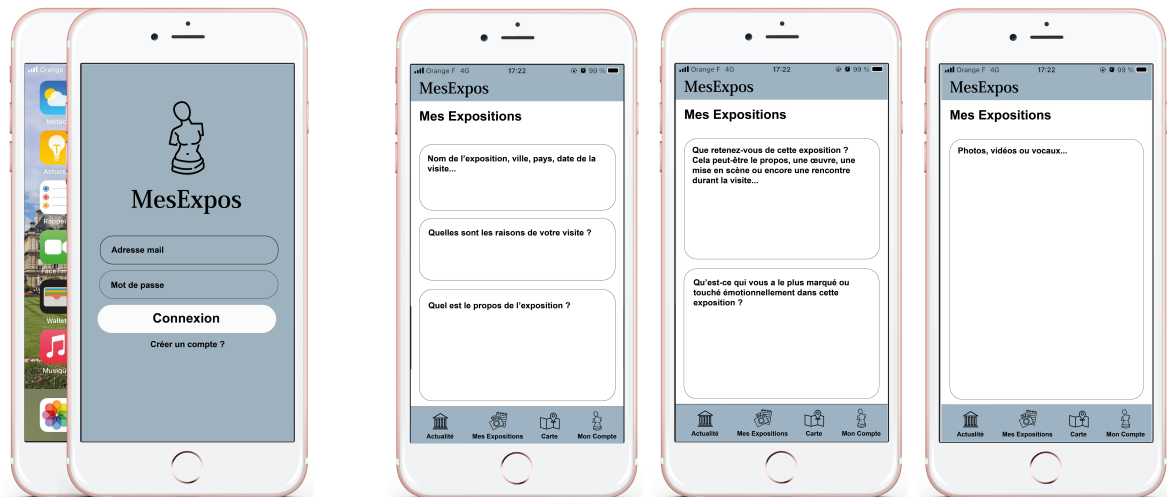 Orange
Météo
Astuces
Rappel
FaceTim
Wallet
Musique
MesExpos
Adresse mail
Mot de passe
Connexion
Créer un compte ?
Orange F 4G 17:22 99 %
MesExpos
Mes Expositions
Nom de l'exposition, ville, pays, date de la
visite...
Quelles sont les raisons de votre visite ?
Quel est le propos de l'exposition ?
Actualité Mes Expositions Carte Mon Compte
Orange F 4G 17:22 99 %
MesExpos
Mes Expositions
Que retenez-vous de cette exposition ?
Cela peut-être le propos, une œuvre, une
mise en scène ou encore une rencontre
durant la visite...
Qu'est-ce qui vous a le plus marqué ou
touché émotionnellement dans cette
exposition ?
Actualité Mes Expositions Carte Mon Compte
Orange F 4G 17:22 99 %
MesExpos
Mes Expositions
Photos, vidéos ou vocaux...
Actualité Mes Expositions Carte Mon Compte